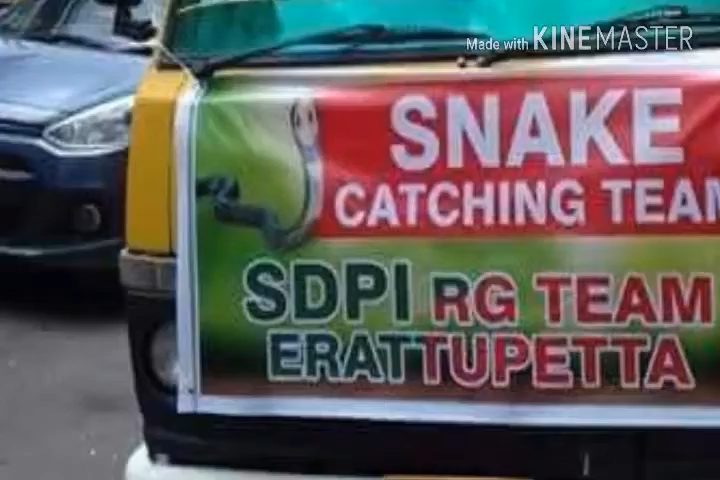 Made with KINEMASTER
SNAKE
CATCHING TEAM
SDPI RG TEAM
ERATTUPETTA